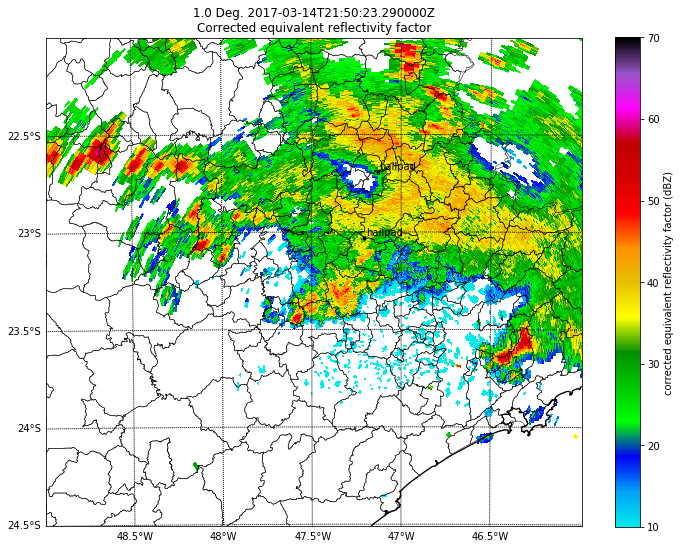 1.0 Deg. 2017-03-14T21:50:23.290000Z
Corrected equivalent reflectivity factor
70
60
50
40
30
20
10
corrected equivalent reflectivity factor (dBZ)
22.5°S
23°S
23.5°S
24°S
24.5°S
hailpad
hailpad
48.5°W
48°W
47.5°W
47°W
46.5°W